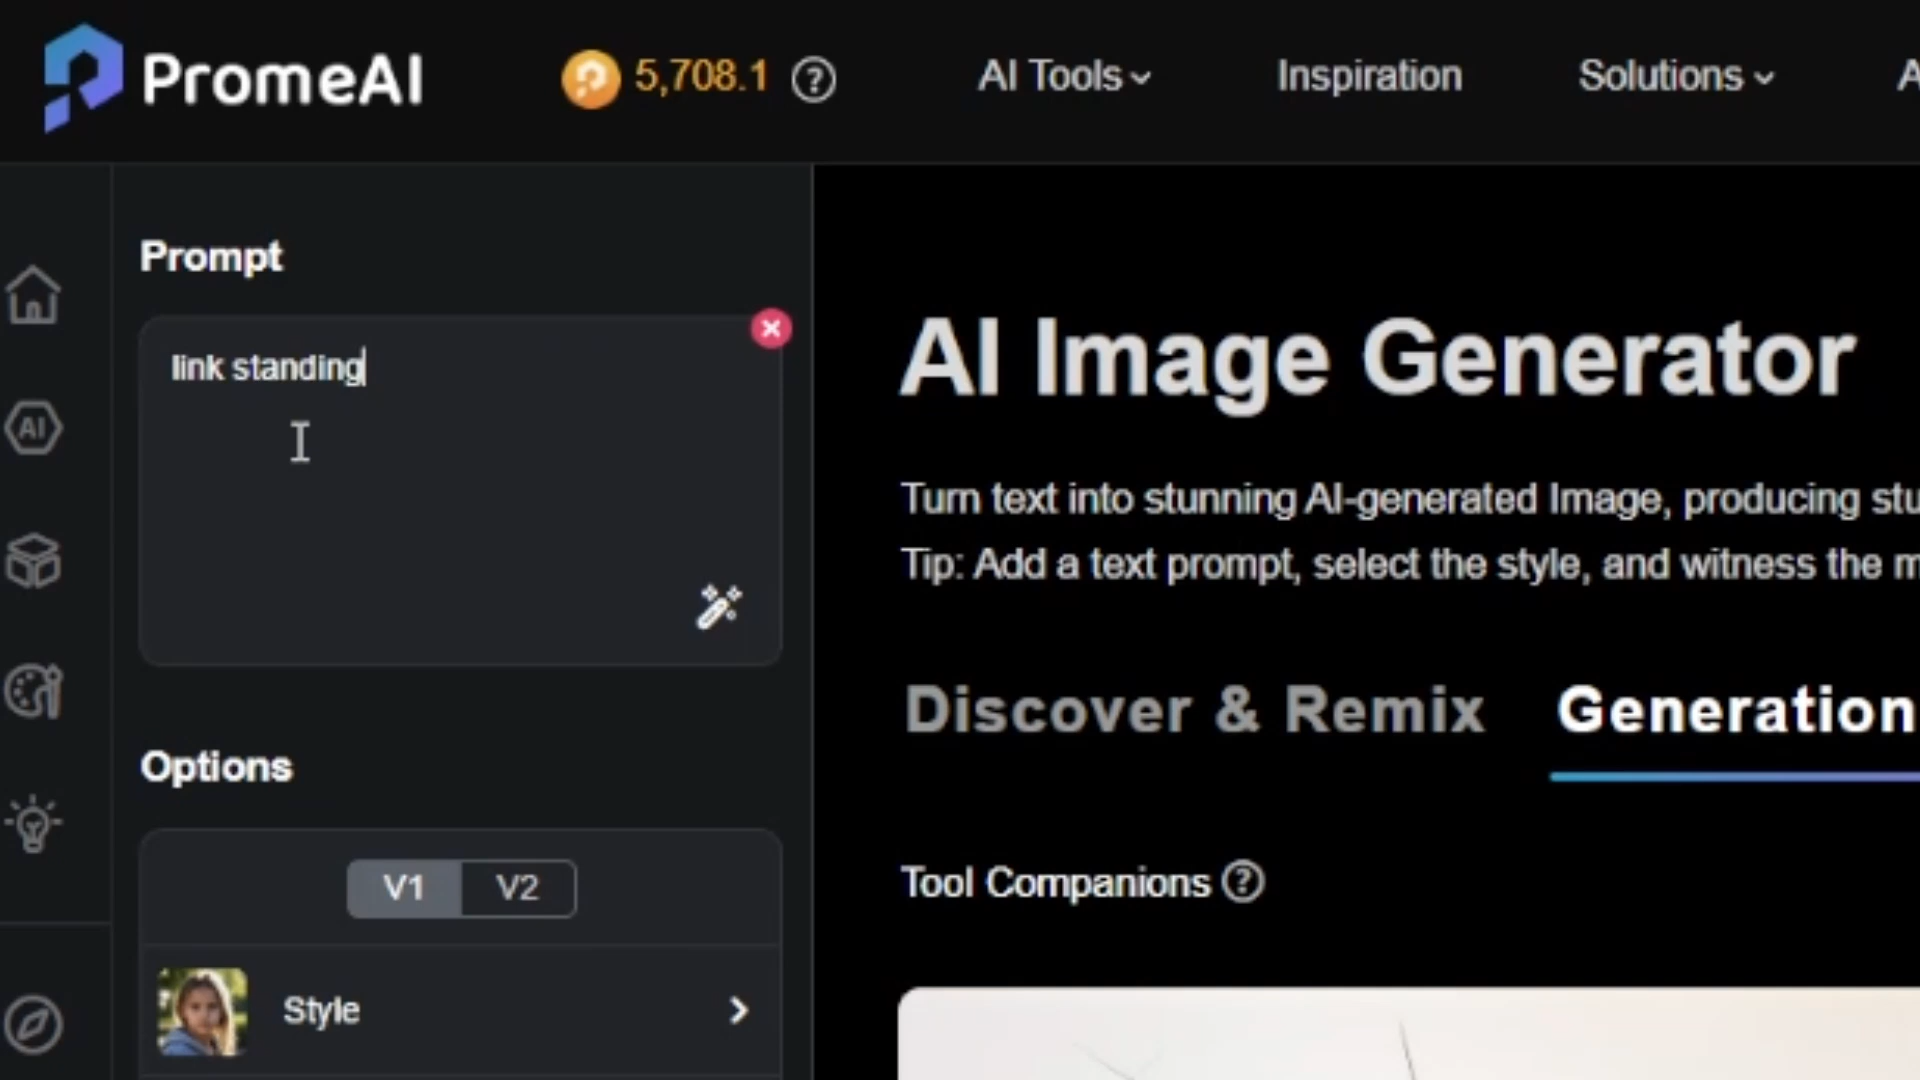 PromeAI
5,708.1
AI Tools
Inspiration
Solutions
Prompt
link standing
AI
Options
V1
V2
Style
AI Image Generator
Turn text into stunning AI-generated Image, producing
Tip: Add a text prompt, select the style, and witness the
Discover & Remix
Generation
Tool Companions